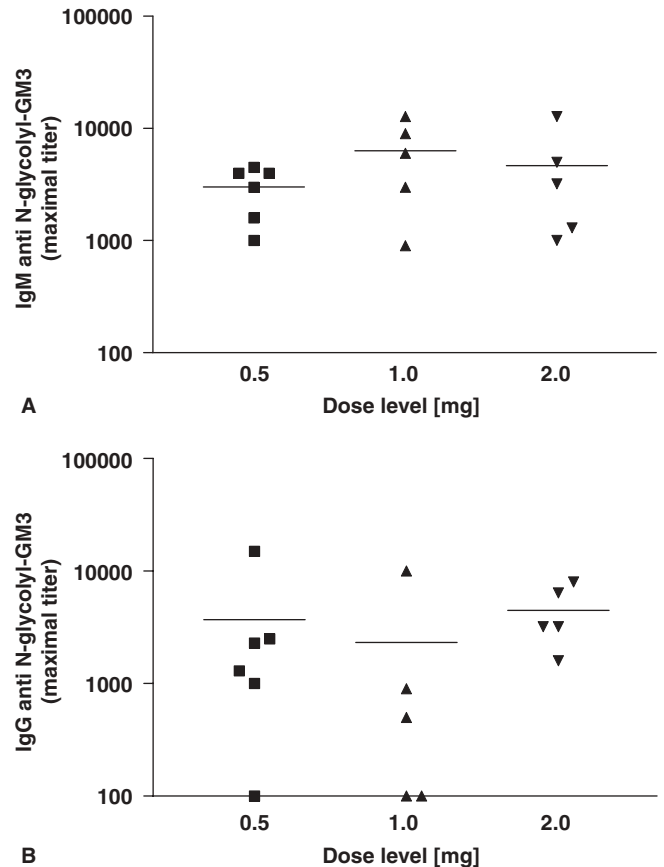 100000
10000
1000
100
IgM anti N-glycolyl-GM3
(maximal titer)
0.5 1.0 2.0
A Dose level [mg]
100000
10000
1000
100
IgG anti N-glycolyl-GM3
(maximal titer)
0.5 1.0 2.0
B Dose level [mg]